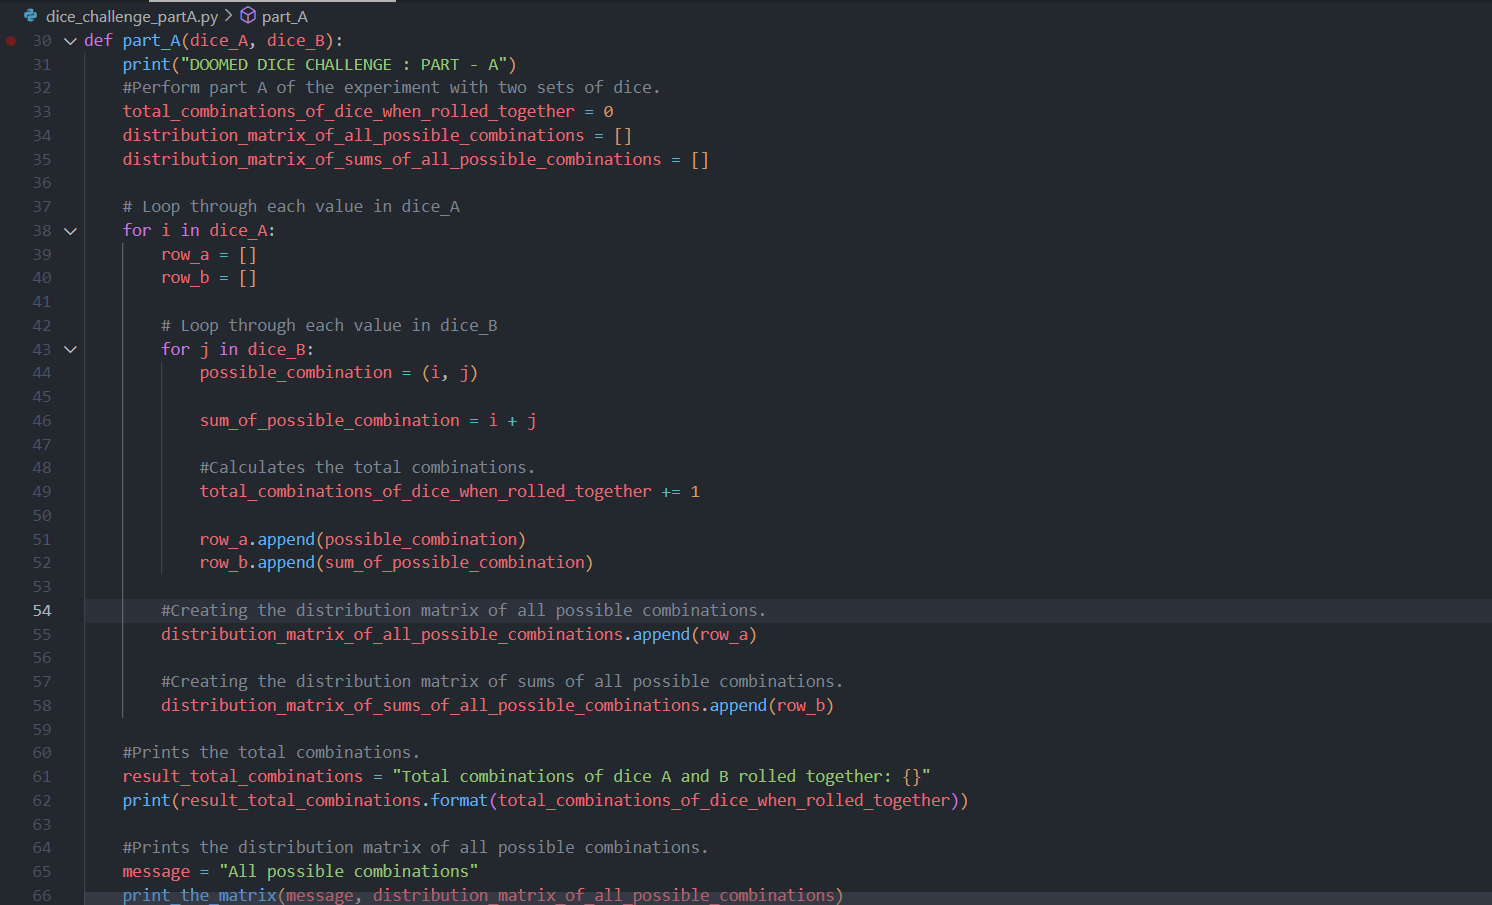 dice_challenge_partA.py > part_A
30 def part_A(dice_A, dice_B):
31 print("DOOMED DICE CHALLENGE : PART - A")
32 #Perform part A of the experiment with two sets of dice.
33 total_combinations_of_dice_when_rolled_together = 0
34 distribution_matrix_of_all_possible_combinations = []
35 distribution_matrix_of_sums_of_all_possible_combinations = []
36
37 # Loop through each value in dice_A
38 for i in dice_A:
39 row_a = []
40 row_b = []
41
42 # Loop through each value in dice_B
43 for j in dice_B:
44 possible_combination = (i, j)
45
46 sum_of_possible_combination = i + j
47
48 #Calculates the total combinations.
49 total_combinations_of_dice_when_rolled_together += 1
50
51 row_a.append(possible_combination)
52 row_b.append(sum_of_possible_combination)
53
54 #Creating the distribution matrix of all possible combinations.
55 distribution_matrix_of_all_possible_combinations.append(row_a)
56
57 #Creating the distribution matrix of sums of all possible combinations.
58 distribution_matrix_of_sums_of_all_possible_combinations.append(row_b)
59
60 #Prints the total combinations.
61 result_total_combinations = "Total combinations of dice A and B rolled together: {}"
62 print(result_total_combinations.format(total_combinations_of_dice_when_rolled_together))
63
64 #Prints the distribution matrix of all possible combinations.
65 message = "All possible combinations"
66 print_the_matrix(message, distribution_matrix_of_all_possible_combinations)